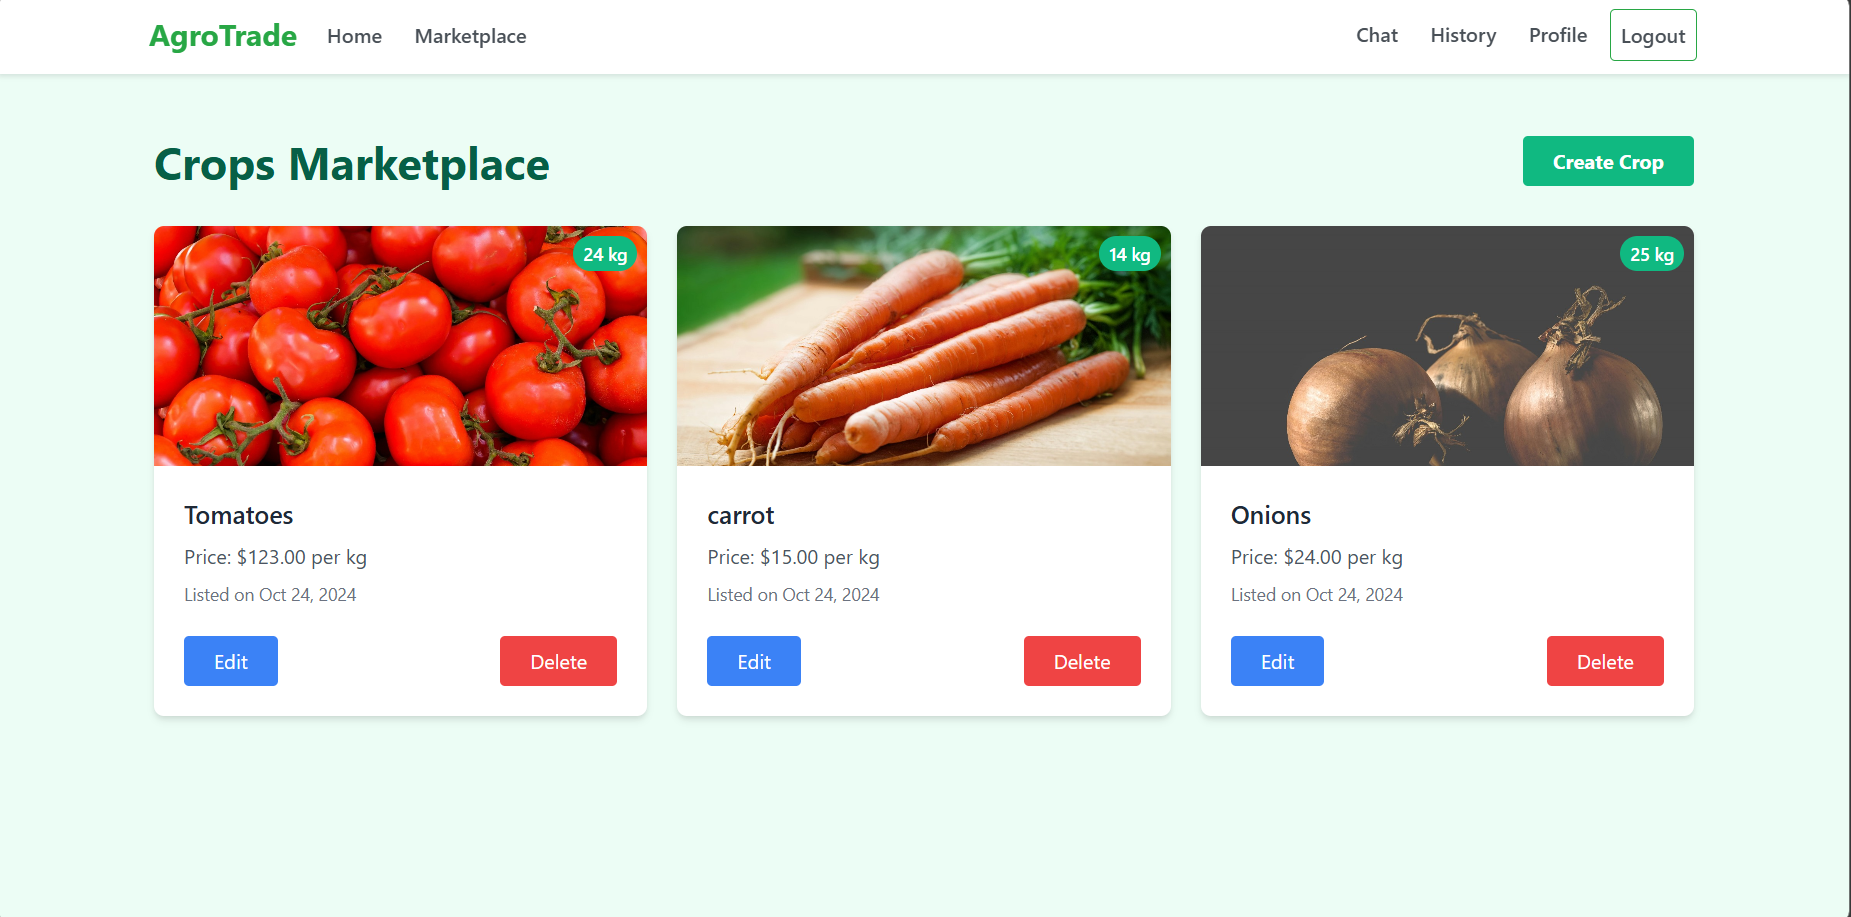 AgroTrade Home Marketplace Chat History Profile Logout
Crops Marketplace Create Crop
24 kg
Tomatoes
Price: $123.00 per kg
Listed on Oct 24, 2024
Edit Delete
14 kg
carrot
Price: $15.00 per kg
Listed on Oct 24, 2024
Edit Delete
25 kg
Onions
Price: $24.00 per kg
Listed on Oct 24, 2024
Edit Delete